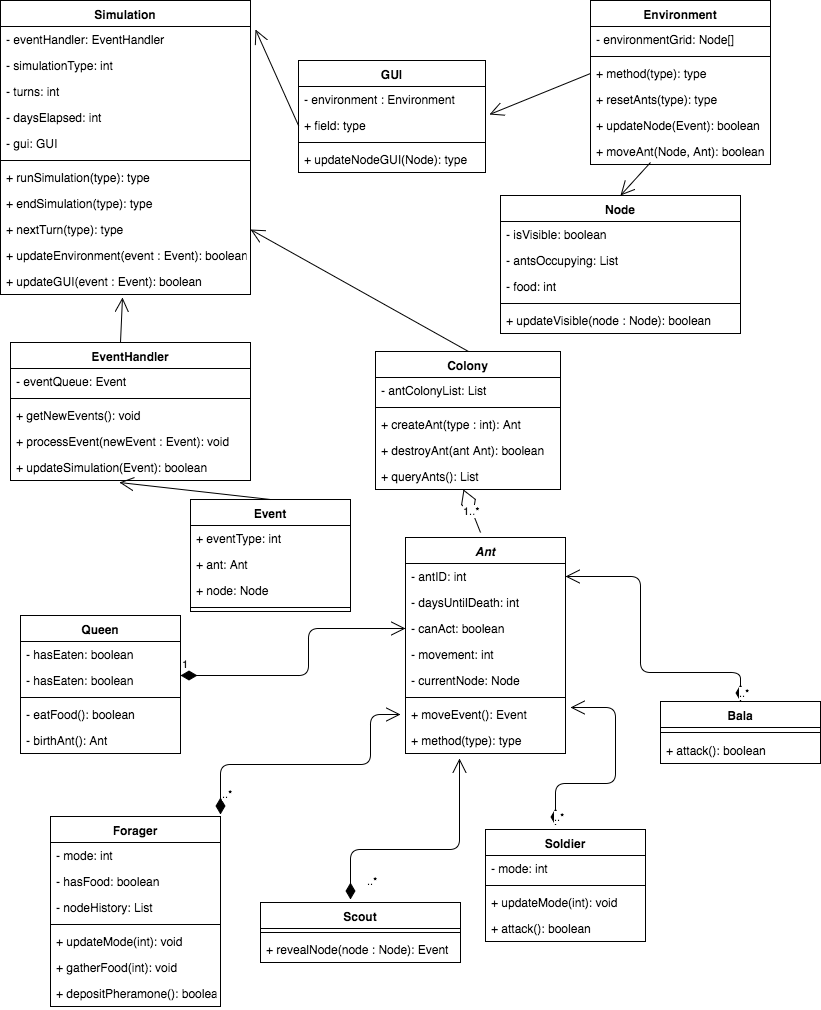 Simulation
- eventHandler: EventHandler
- simulationType: int
- turns: int
- daysElapsed: int
- gui: GUI
+ runSimulation(type): type
+ endSimulation(type): type
+ nextTurn(type): type
+ updateEnvironment(event : Event): boolean
+ updateGUI(event : Event): boolean
GUI
- environment : Environment
+ field: type
+ updateNodeGUI(Node): type
Environment
- environmentGrid: Node[]
+ method(type): type
+ resetAnts(type): type
+ updateNode(Event): boolean
+ moveAnt(Node, Ant): boolean
Node
- isVisible: boolean
- antsOccupying: List
- food: int
+ updateVisible(node : Node): boolean
EventHandler
- eventQueue: Event
+ getNewEvents(): void
+ processEvent(newEvent : Event): void
+ updateSimulation(Event): boolean
Colony
- antColonyList: List
+ createAnt(type : int): Ant
+ destroyAnt(ant Ant): boolean
+ queryAnts(): List
1..*
Event
+ eventType: int
+ ant: Ant
+ node: Node
Ant
- antID: int
- daysUntilDeath: int
- canAct: boolean
- movement: int
- currentNode: Node
+ moveEvent(): Event
+ method(type): type
Queen
- hasEaten: boolean
- hasEaten: boolean
- eatFood(): boolean
- birthAnt(): Ant
1
..*
Bala
+ attack(): boolean
..*
Forager
- mode: int
- hasFood: boolean
- nodeHistory: List
+ updateMode(int): void
+ gatherFood(int): void
+ depositPheramone(): boolea
..*
Scout
+ revealNode(node : Node): Event
..*
Soldier
- mode: int
+ updateMode(int): void
+ attack(): boolean